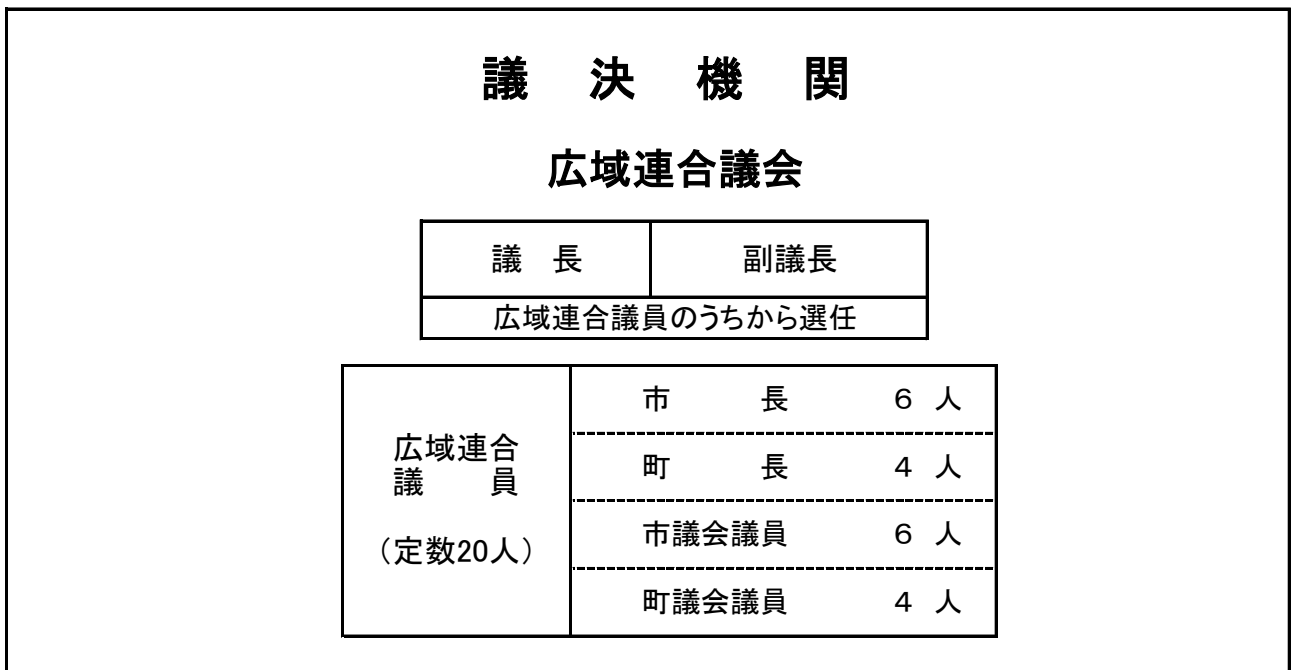 議　決　機　関
広域連合議会
議　長　副議長
広域連合議員のうちから選任
広域連合
議　　員
（定数20人）
市　　　長　　　６　人
町　　　長　　　４　人
市議会議員　　　６　人
町議会議員　　　４　人